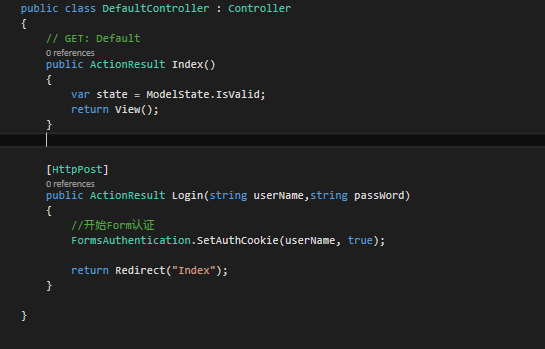 public class DefaultController : Controller
{
// GET: Default
0 references
public ActionResult Index()
{
var state = ModelState.IsValid;
return View();
}
[HttpPost]
0 references
public ActionResult Login(string userName,string passWord)
{
//开始Form认证
FormsAuthentication.SetAuthCookie(userName, true);
return Redirect("Index");
}
}